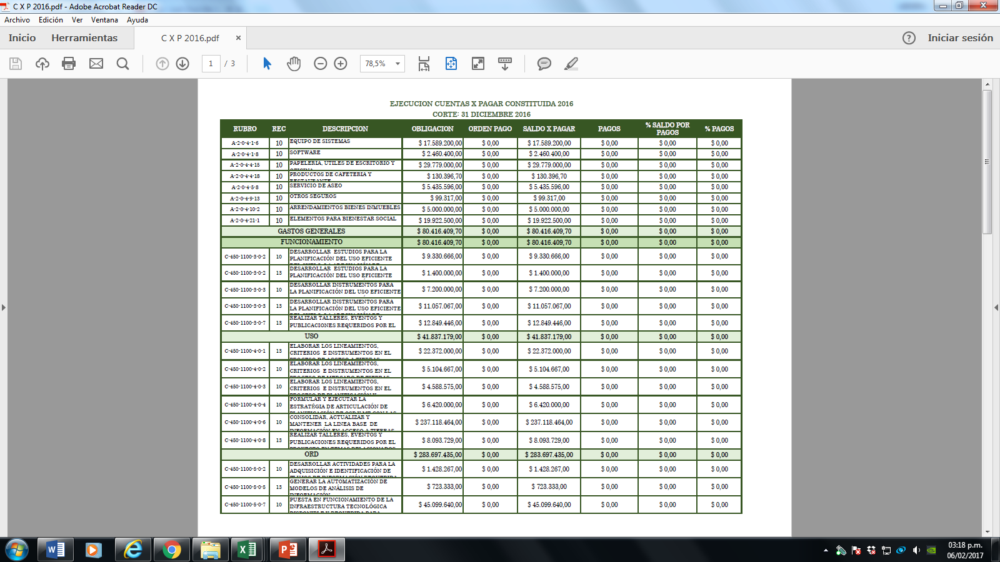 C X P 2016.pdf - Adobe Acrobat Reader DC
Archivo Edición Ver Ventana Ayuda
Inicio Herramientas C X P 2016.pdf × Iniciar sesión
1 / 3 78,5%
EJECUCION CUENTAS X PAGAR CONSTITUIDA 2016
CORTE: 31 DICIEMBRE 2016
RUBRO REC DESCRIPCION OBLIGACION ORDEN PAGO SALDO X PAGAR PAGOS % SALDO POR PAGOS % PAGOS
A-2-0-4-1-6 10 EQUIPO DE SISTEMAS $ 17.589.200,00 $ 0,00 $ 17.589.200,00 $ 0,00 $ 0,00 $ 0,00
A-2-0-4-1-8 10 SOFTWARE $ 2.460.400,00 $ 0,00 $ 2.460.400,00 $ 0,00 $ 0,00 $ 0,00
A-2-0-4-4-15 10 PAPELERIA, UTILES DE ESCRITORIO Y OFICINA $ 29.779.000,00 $ 0,00 $ 29.779.000,00 $ 0,00 $ 0,00 $ 0,00
A-2-0-4-4-18 10 PRODUCTOS DE CAFETERIA Y RESTAURANTE $ 130.396,70 $ 0,00 $ 130.396,70 $ 0,00 $ 0,00 $ 0,00
A-2-0-4-5-8 10 SERVICIO DE ASEO $ 5.435.596,00 $ 0,00 $ 5.435.596,00 $ 0,00 $ 0,00 $ 0,00
A-2-0-4-9-13 10 OTROS SEGUROS $ 99.317,00 $ 0,00 $ 99.317,00 $ 0,00 $ 0,00 $ 0,00
A-2-0-4-10-2 10 ARRENDAMIENTOS BIENES INMUEBLES $ 5.000.000,00 $ 0,00 $ 5.000.000,00 $ 0,00 $ 0,00 $ 0,00
A-2-0-4-21-1 10 ELEMENTOS PARA BIENESTAR SOCIAL $ 19.922.500,00 $ 0,00 $ 19.922.500,00 $ 0,00 $ 0,00 $ 0,00
GASTOS GENERALES $ 80.416.409,70 $ 0,00 $ 80.416.409,70 $ 0,00 $ 0,00 $ 0,00
FUNCIONAMIENTO $ 80.416.409,70 $ 0,00 $ 80.416.409,70 $ 0,00 $ 0,00 $ 0,00
C-450-1100-3-0-2 10 DESARROLLAR ESTUDIOS PARA LA PLANIFICACIÓN DEL USO EFICIENTE $ 9.330.666,00 $ 0,00 $ 9.330.666,00 $ 0,00 $ 0,00 $ 0,00
C-450-1100-3-0-2 13 DESARROLLAR ESTUDIOS PARA LA PLANIFICACIÓN DEL USO EFICIENTE $ 1.400.000,00 $ 0,00 $ 1.400.000,00 $ 0,00 $ 0,00 $ 0,00
C-450-1100-3-0-3 10 DESARROLLAR INSTRUMENTOS PARA LA PLANIFICACIÓN DEL USO EFICIENTE $ 7.200.000,00 $ 0,00 $ 7.200.000,00 $ 0,00 $ 0,00 $ 0,00
C-450-1100-3-0-3 13 DESARROLLAR INSTRUMENTOS PARA LA PLANIFICACIÓN DEL USO EFICIENTE $ 11.057.067,00 $ 0,00 $ 11.057.067,00 $ 0,00 $ 0,00 $ 0,00
C-450-1100-3-0-7 13 REALIZAR TALLERES, EVENTOS Y PUBLICACIONES REQUERIDOS POR EL $ 12.849.446,00 $ 0,00 $ 12.849.446,00 $ 0,00 $ 0,00 $ 0,00
USO $ 41.837.179,00 $ 0,00 $ 41.837.179,00 $ 0,00 $ 0,00 $ 0,00
C-450-1100-4-0-1 13 ELABORAR LOS LINEAMIENTOS, CRITERIOS E INSTRUMENTOS EN EL PROCESO DE ACCESO A TIERRAS $ 22.372.000,00 $ 0,00 $ 22.372.000,00 $ 0,00 $ 0,00 $ 0,00
C-450-1100-4-0-2 10 ELABORAR LOS LINEAMIENTOS, CRITERIOS E INSTRUMENTOS EN EL PROCESO DE MERCADO DE TIERRAS $ 5.104.667,00 $ 0,00 $ 5.104.667,00 $ 0,00 $ 0,00 $ 0,00
C-450-1100-4-0-3 10 ELABORAR LOS LINEAMIENTOS, CRITERIOS E INSTRUMENTOS EN EL PROCESO DE PLANIFICACIÓN Y $ 4.588.575,00 $ 0,00 $ 4.588.575,00 $ 0,00 $ 0,00 $ 0,00
C-450-1100-4-0-4 10 FORMULAR Y EJECUTAR LA ESTRATÉGIA DE ARTICULACIÓN DE $ 6.420.000,00 $ 0,00 $ 6.420.000,00 $ 0,00 $ 0,00 $ 0,00
C-450-1100-4-0-6 10 CONSOLIDAR, ACTUALIZAR Y MANTENER LA LINEA BASE DE INFORMACIÓN EN ACCESO A TIERRAS $ 237.118.464,00 $ 0,00 $ 237.118.464,00 $ 0,00 $ 0,00 $ 0,00
C-450-1100-4-0-8 13 REALIZAR TALLERES, EVENTOS Y PUBLICACIONES REQUERIDOS POR EL PROYECTO EN TEMAS RELACIONADOS $ 8.093.729,00 $ 0,00 $ 8.093.729,00 $ 0,00 $ 0,00 $ 0,00
ORD $ 283.697.435,00 $ 0,00 $ 283.697.435,00 $ 0,00 $ 0,00 $ 0,00
C-450-1100-5-0-2 10 DESARROLLAR ACTIVIDADES PARA LA ADQUISICIÓN E IDENTIFICACIÓN DE FLUJOS DE INFORMACIÓN REQUERIDA $ 1.428.267,00 $ 0,00 $ 1.428.267,00 $ 0,00 $ 0,00 $ 0,00
C-450-1100-5-0-5 13 GENERAR LA AUTOMATIZACIÓN DE MODELOS DE ANÁLISIS DE INFORMACIÓN $ 723.333,00 $ 0,00 $ 723.333,00 $ 0,00 $ 0,00 $ 0,00
C-450-1100-5-0-7 10 PUESTA EN FUNCIONAMIENTO DE LA INFRAESTRUCTURA TECNOLÓGICA DISPONIBLE Y REQUERIDA PARA $ 45.099.640,00 $ 0,00 $ 45.099.640,00 $ 0,00 $ 0,00 $ 0,00
03:18 p.m.
06/02/2017